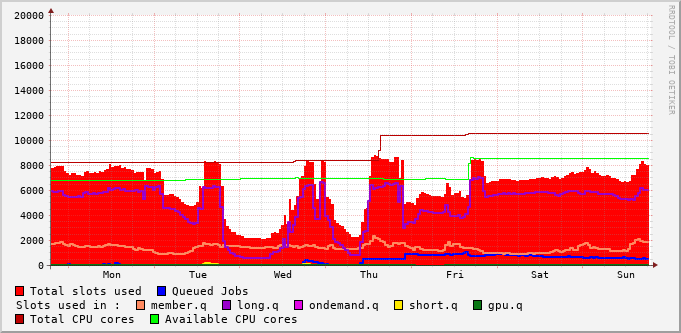 RRDTOOL / TOBI OETIKER
20000
18000
16000
14000
12000
10000
8000
6000
4000
2000
0
Mon Tue Wed Thu Fri Sat Sun
Total slots used Queued Jobs
Slots used in : member.q long.q ondemand.q short.q gpu.q
Total CPU cores Available CPU cores